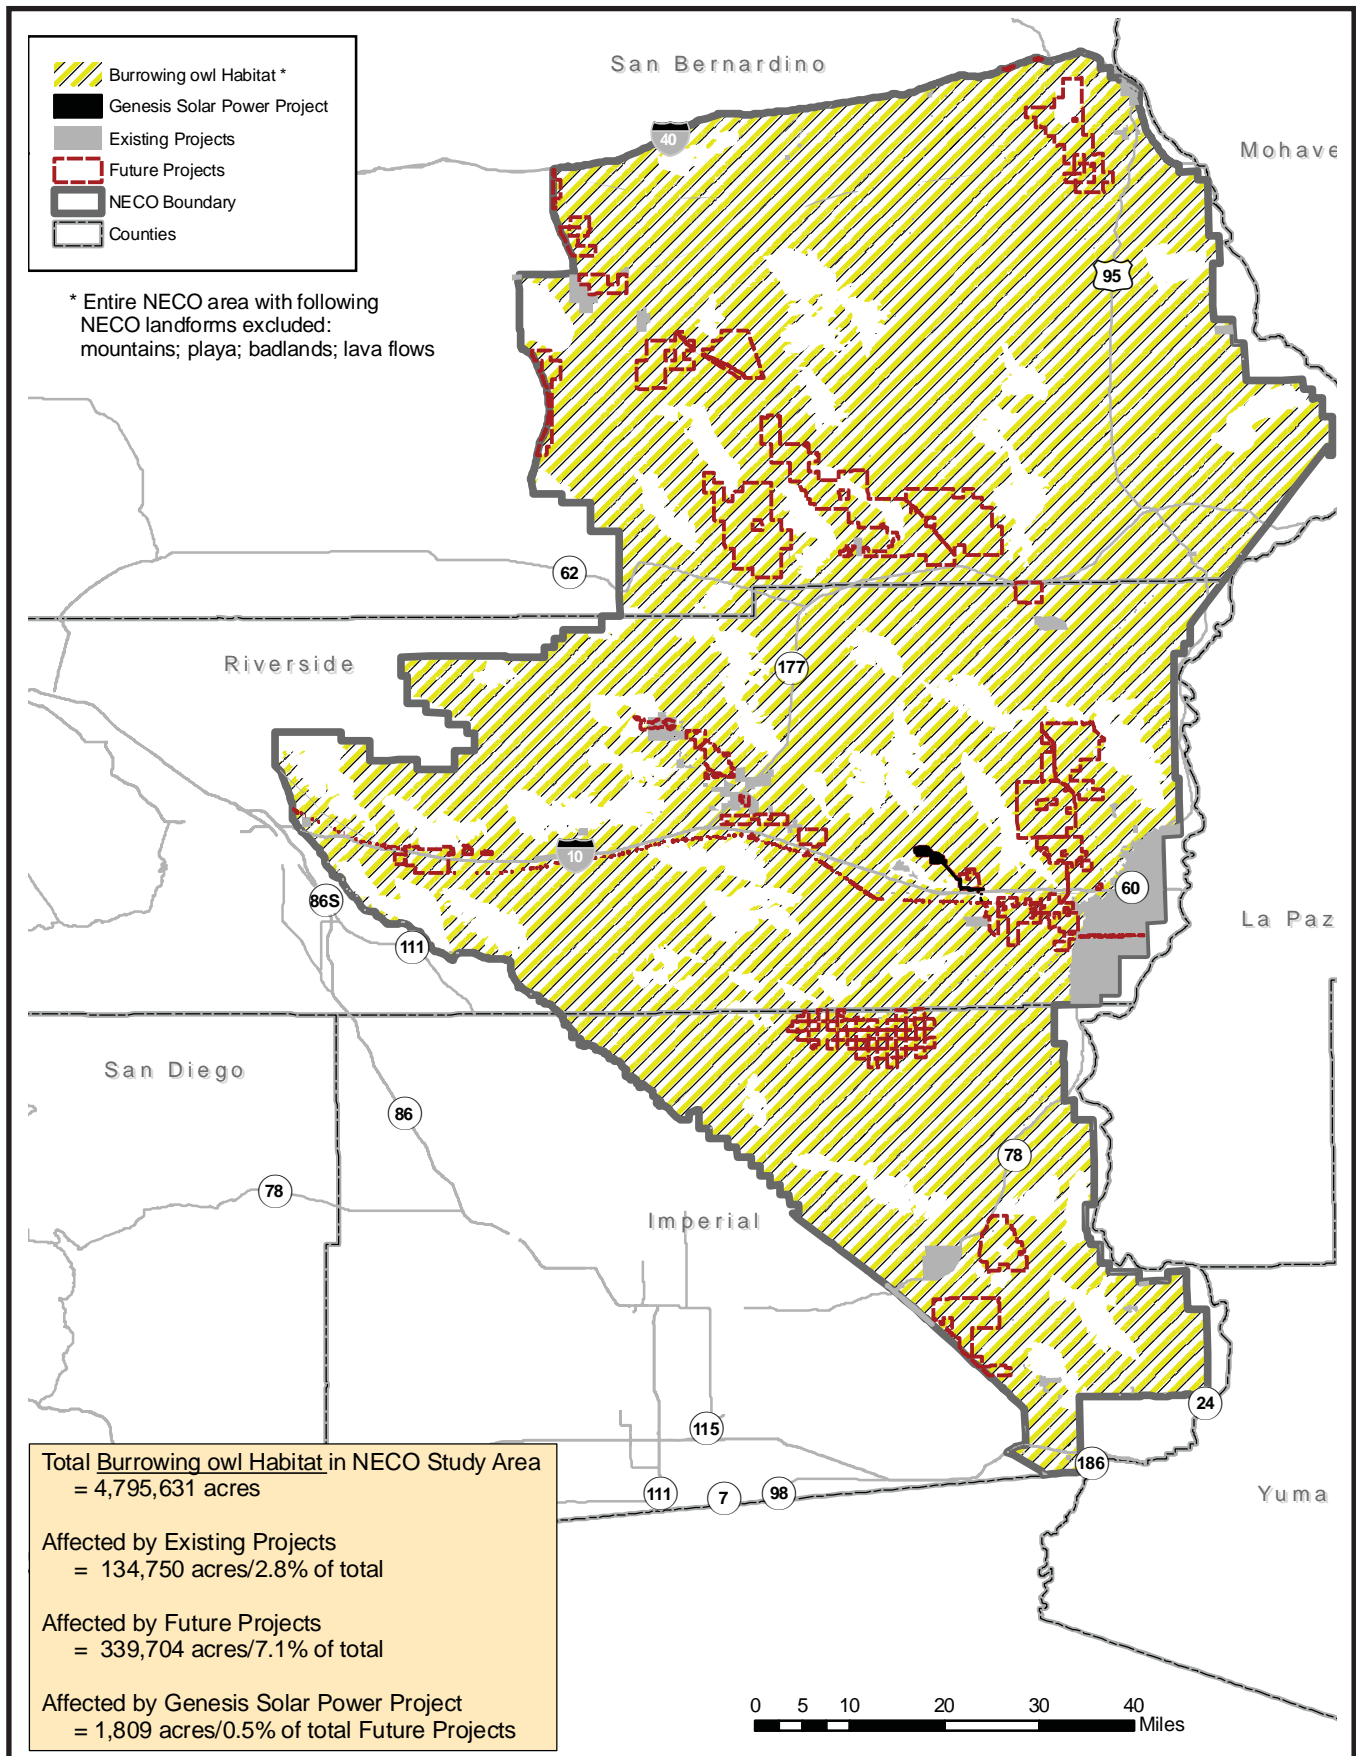 Burrowing owl Habitat *
Genesis Solar Power Project
Existing Projects
Future Projects
NECO Boundary
Counties
* Entire NECO area with following
NECO landforms excluded:
mountains; playa; badlands; lava flows
San Bernardino
Mohave
40
95
62
Riverside
177
10
60
86S
111
La Paz
San Diego
86
78
78
Imperial
24
115
186
111
7
98
Yuma
Total Burrowing owl Habitat in NECO Study Area
= 4,795,631 acres
Affected by Existing Projects
= 134,750 acres/2.8% of total
Affected by Future Projects
= 339,704 acres/7.1% of total
Affected by Genesis Solar Power Project
= 1,809 acres/0.5% of total Future Projects
0 5 10 20 30 40
Miles